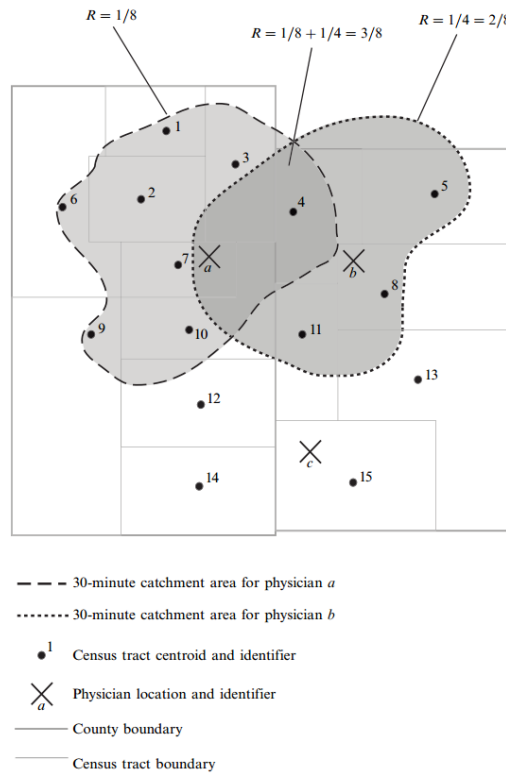 R = 1/8
R = 1/8 + 1/4 = 3/8
R = 1/4 = 2/8
1
3
2
6
4
5
7
a
b
8
9
10
11
13
12
c
14
15
30-minute catchment area for physician a
30-minute catchment area for physician b
1 Census tract centroid and identifier
a Physician location and identifier
County boundary
Census tract boundary